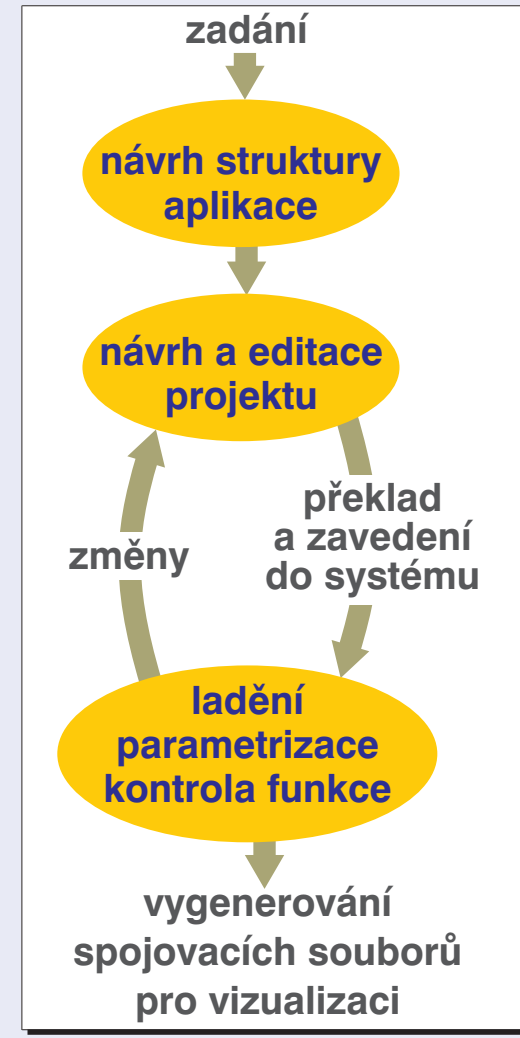 zadání
návrh struktury
aplikace
návrh a editace
projektu
překlad
a zavedení
do systému
změny
ladění
parametrizace
kontrola funkce
vygenerování
spojovacích souborů
pro vizualizaci